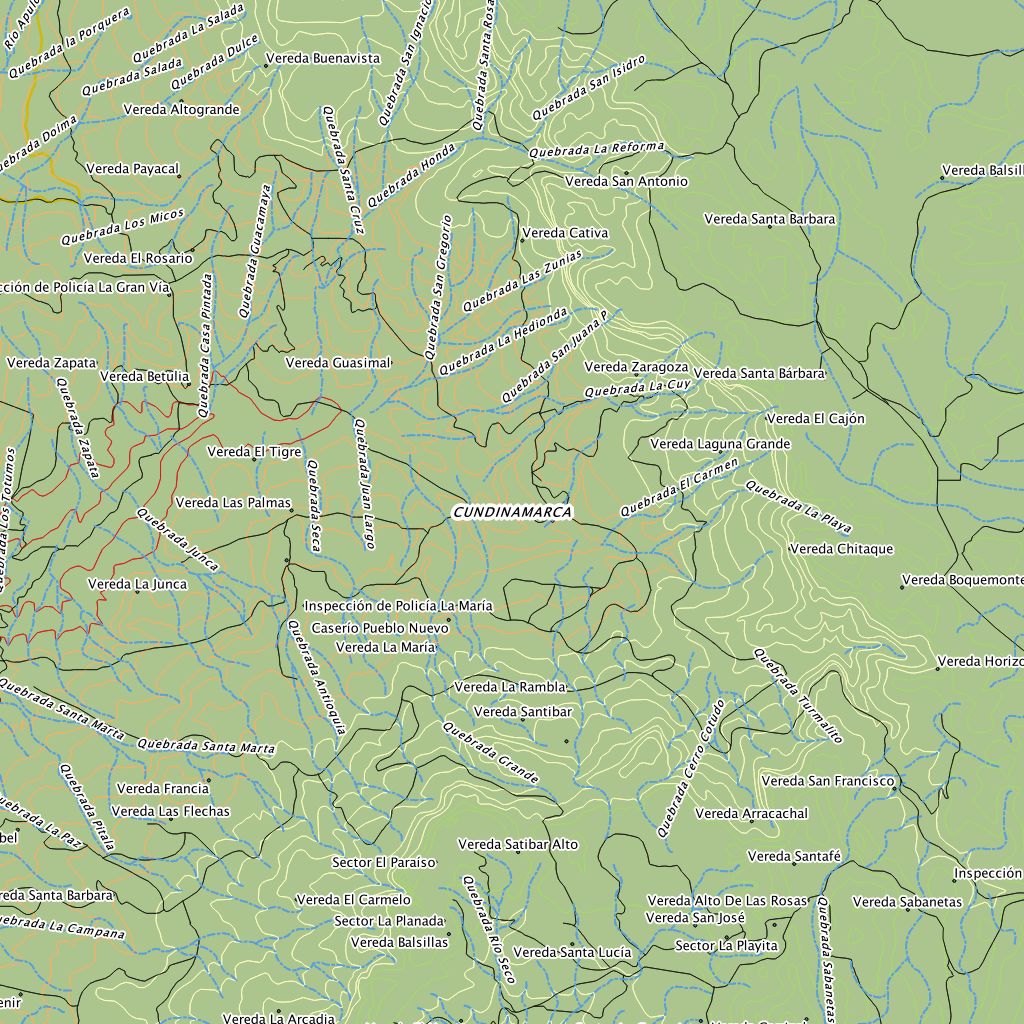 Río Apulo
Quebrada la Porquera
Quebrada La Salada
Quebrada San Ignacio
Quebrada Santa Rosa
Quebrada Dulce
Vereda Buenavista
Quebrada Salada
Quebrada San Isidro
Vereda Altogrande
Quebrada Santa Cruz
uebrada Doima
Quebrada Honda
Quebrada La Reforma
Vereda Payacal
Vereda San Antonio
Vereda Balsill
Quebrada Guacamaya
Quebrada Los Micos
Quebrada San Gregorio
Vereda Santa Barbara
Vereda Cativa
Vereda El Rosario
Quebrada Las Zunias
cción de Policía La Gran Vía
Quebrada Casa Pintada
Quebrada La Hedionda
Quebrada San Juana P
Vereda Zapata
Vereda Guasimal
Vereda Zaragoza
Vereda Betulia
Vereda Santa Bárbara
Quebrada La Cuy
Quebrada Zapata
Vereda El Cajón
Quebrada Juan Largo
Vereda Laguna Grande
Vereda El Tigre
Quebrada Los Totumos
Quebrada Seca
Quebrada El Carmen
Vereda Las Palmas
Quebrada La Playa
CUNDINAMARCA
Quebrada Junca
Vereda Chitaque
Vereda La Junca
Vereda Boquemonte
Inspección de Policía La María
Caserío Pueblo Nuevo
Quebrada Antioquia
Vereda La María
Vereda Horizo
Quebrada Turmalito
Quebrada Santa Marta
Vereda La Rambla
Vereda Santibar
Quebrada Cerro Cotudo
Quebrada Santa Marta
Quebrada Grande
Quebrada Pitala
Vereda Francia
Vereda San Francisco
Vereda Las Flechas
Vereda Arracachal
uebrada La Paz
bel
Vereda Satibar Alto
Sector El Paraíso
Vereda Santafé
Inspección
reda Santa Barbara
Vereda El Carmelo
Quebrada Río Seco
Vereda Alto De Las Rosas
Vereda Sabanetas
Quebrada Sabanetas
Sector La Planada
Vereda San José
uebrada La Campana
Vereda Balsillas
Sector La Playita
Vereda Santa Lucía
enir
Vereda La Arcadia